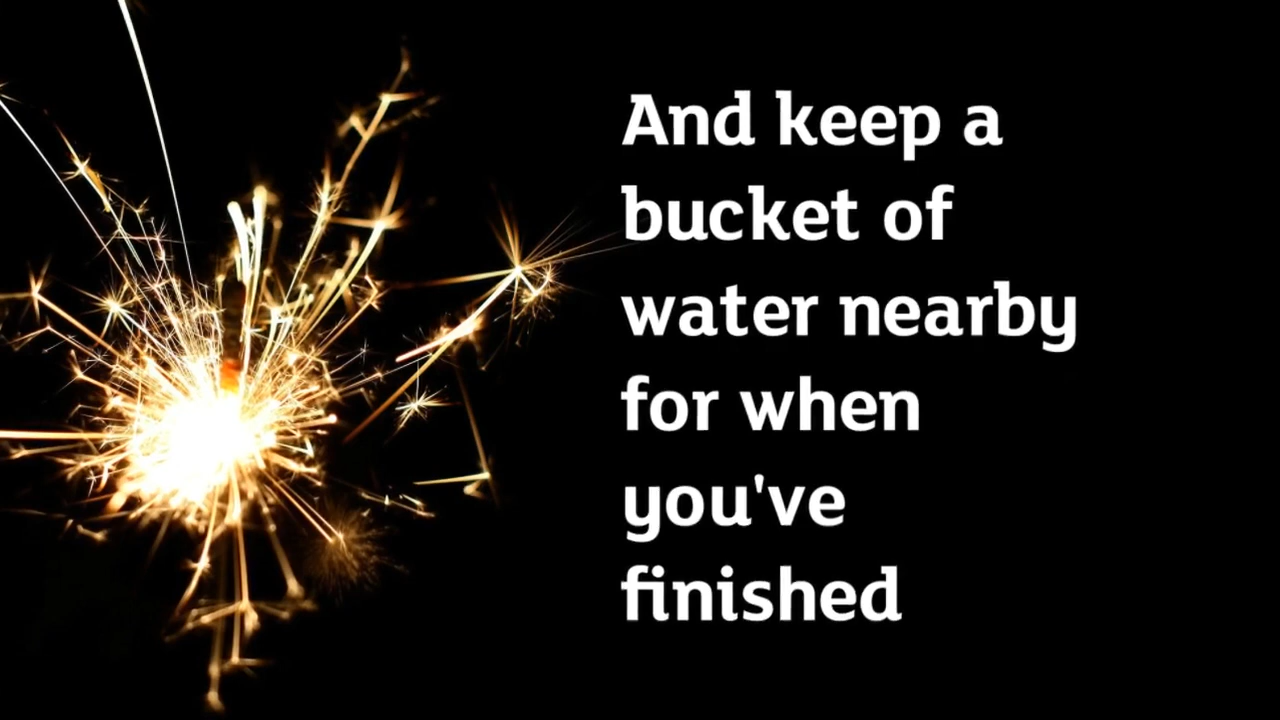 And keep a
bucket of
water nearby
for when
you've
finished